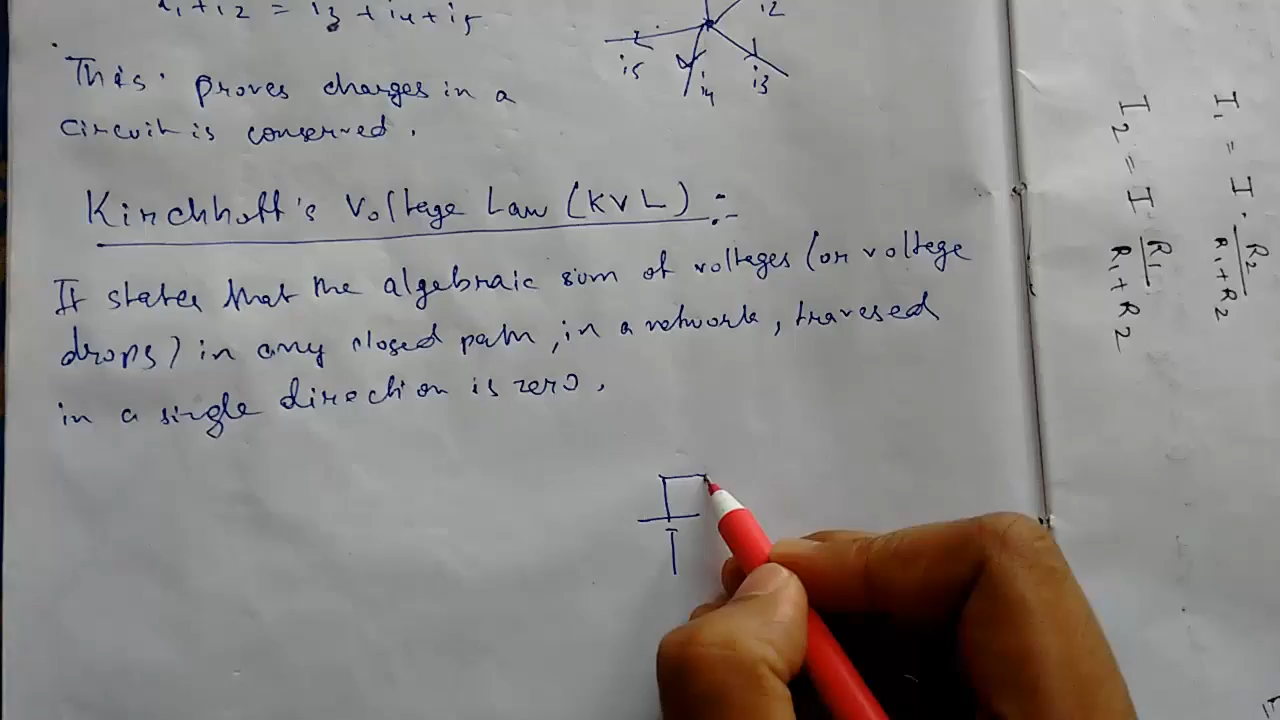 i1 + i2 = i3 + i4 + i5
i2
i5
i4
i3
This proves charges in a
circuit is conserved.
Kirchhoff's Voltage Law (KVL) :-
It states that the algebraic sum of voltages (or voltage
drops) in any closed path, in a network, travesed
in a single direction is zero.
I1 = I · R2 / R1 + R2
I2 = I · R1 / R1 + R2